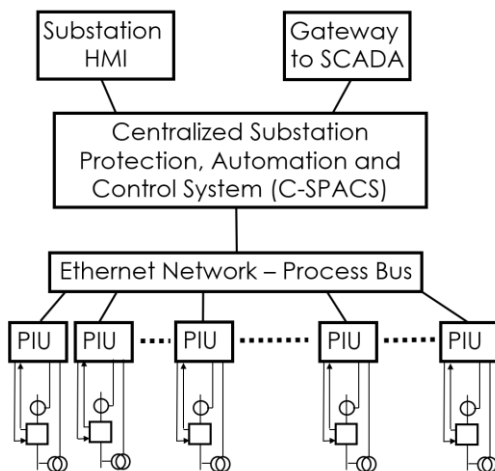 Substation
HMI
Gateway
to SCADA
Centralized Substation
Protection, Automation and
Control System (C-SPACS)
Ethernet Network – Process Bus
PIU
PIU
PIU
PIU
PIU